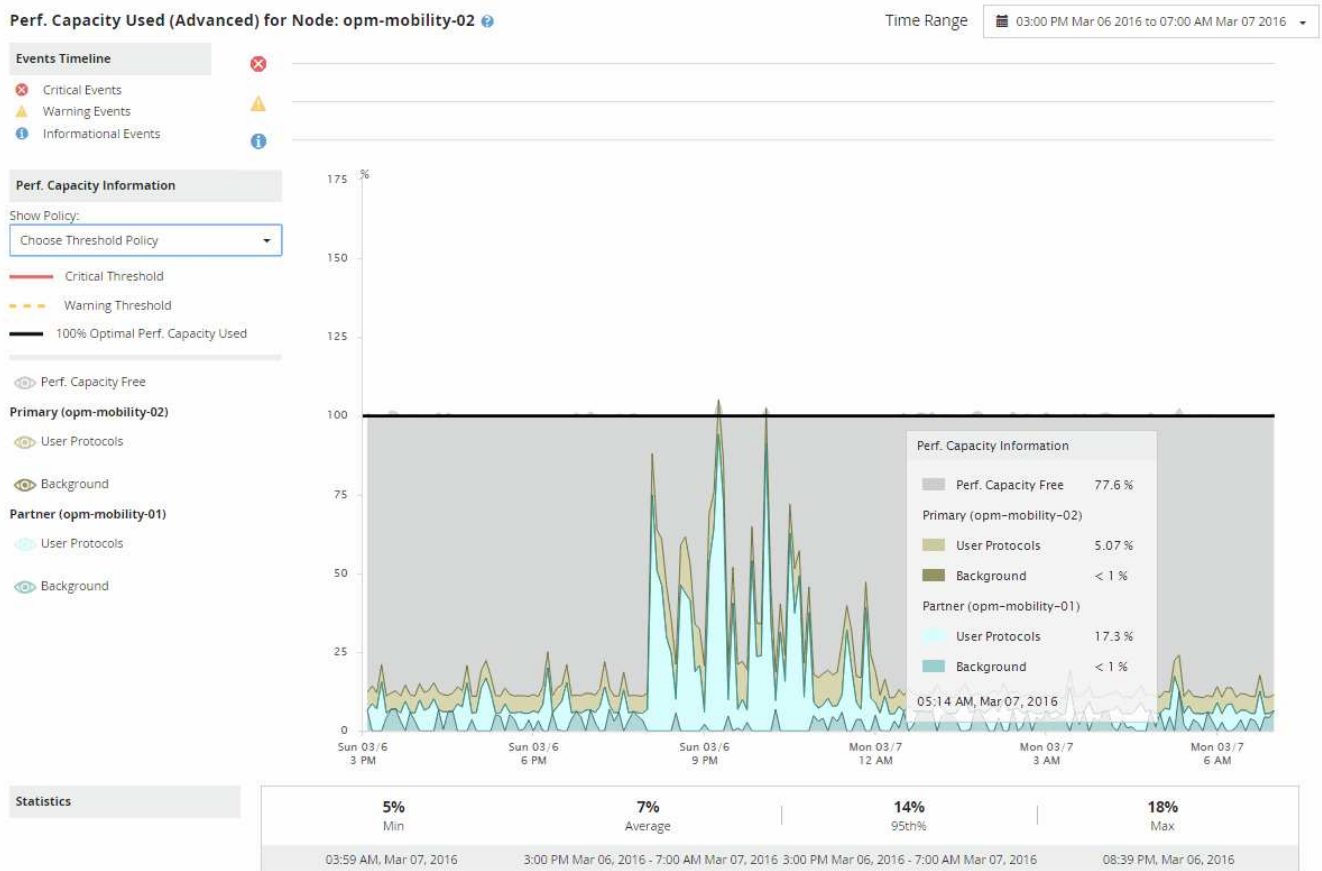 Perf. Capacity Used (Advanced) for Node: opm-mobility-02 ?
Time Range 03:00 PM Mar 06 2016 to 07:00 AM Mar 07 2016
Events Timeline
Critical Events
Warning Events
Informational Events
Perf. Capacity Information
Show Policy:
Choose Threshold Policy
Critical Threshold
Warning Threshold
100% Optimal Perf. Capacity Used
Perf. Capacity Free
Primary (opm-mobility-02)
User Protocols
Background
Partner (opm-mobility-01)
User Protocols
Background
%
175
150
125
100
75
50
25
0
Sun 03/6 Sun 03/6 Sun 03/6 Mon 03/7 Mon 03/7 Mon 03/7
3 PM 6 PM 9 PM 12 AM 3 AM 6 AM
Perf. Capacity Information
Perf. Capacity Free 77.6 %
Primary (opm-mobility-02)
User Protocols 5.07 %
Background < 1 %
Partner (opm-mobility-01)
User Protocols 17.3 %
Background < 1 %
05:14 AM, Mar 07, 2016
Statistics
5% 7% 14% 18%
Min Average 95th% Max
03:59 AM, Mar 07, 2016 3:00 PM Mar 06, 2016 - 7:00 AM Mar 07, 2016 3:00 PM Mar 06, 2016 - 7:00 AM Mar 07, 2016 08:39 PM, Mar 06, 2016